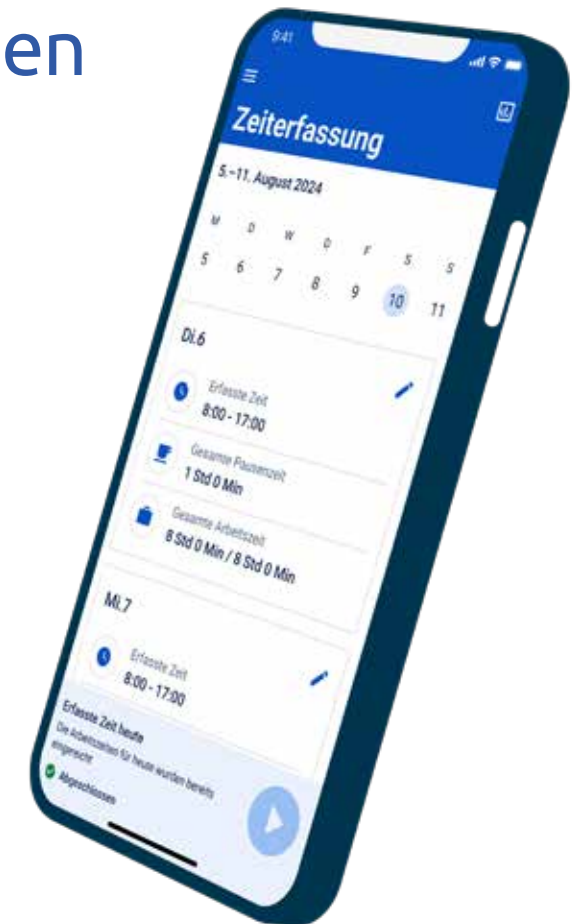 en
9:41
Zeiterfassung
5.–11. August 2024
M D W D F S S
5 6 7 8 9 10 11
Di.6
Erfasste Zeit
8:00 - 17:00
Gesamte Pausenzeit
1 Std 0 Min
Gesamte Arbeitszeit
8 Std 0 Min / 8 Std 0 Min
Mi.7
Erfasste Zeit
8:00 - 17:00
Erfasste Zeit heute
Die Arbeitszeiten für heute wurden bereits
eingereicht
Abgeschlossen